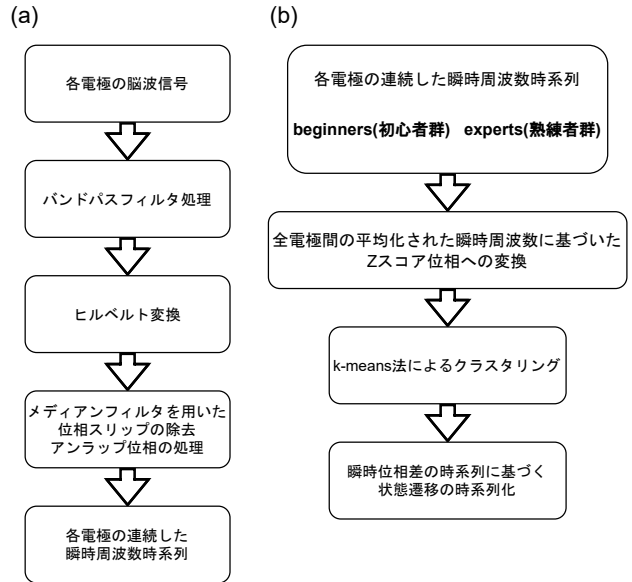 (a)
各電極の脳波信号
バンドパスフィルタ処理
ヒルベルト変換
メディアンフィルタを用いた
位相スリップの除去
アンラップ位相の処理
各電極の連続した
瞬時周波数時系列
(b)
各電極の連続した瞬時周波数時系列
beginners(初心者群) experts(熟練者群)
全電極間の平均化された瞬時周波数に基づいた
Zスコア位相への変換
k-means法によるクラスタリング
瞬時位相差の時系列に基づく
状態遷移の時系列化